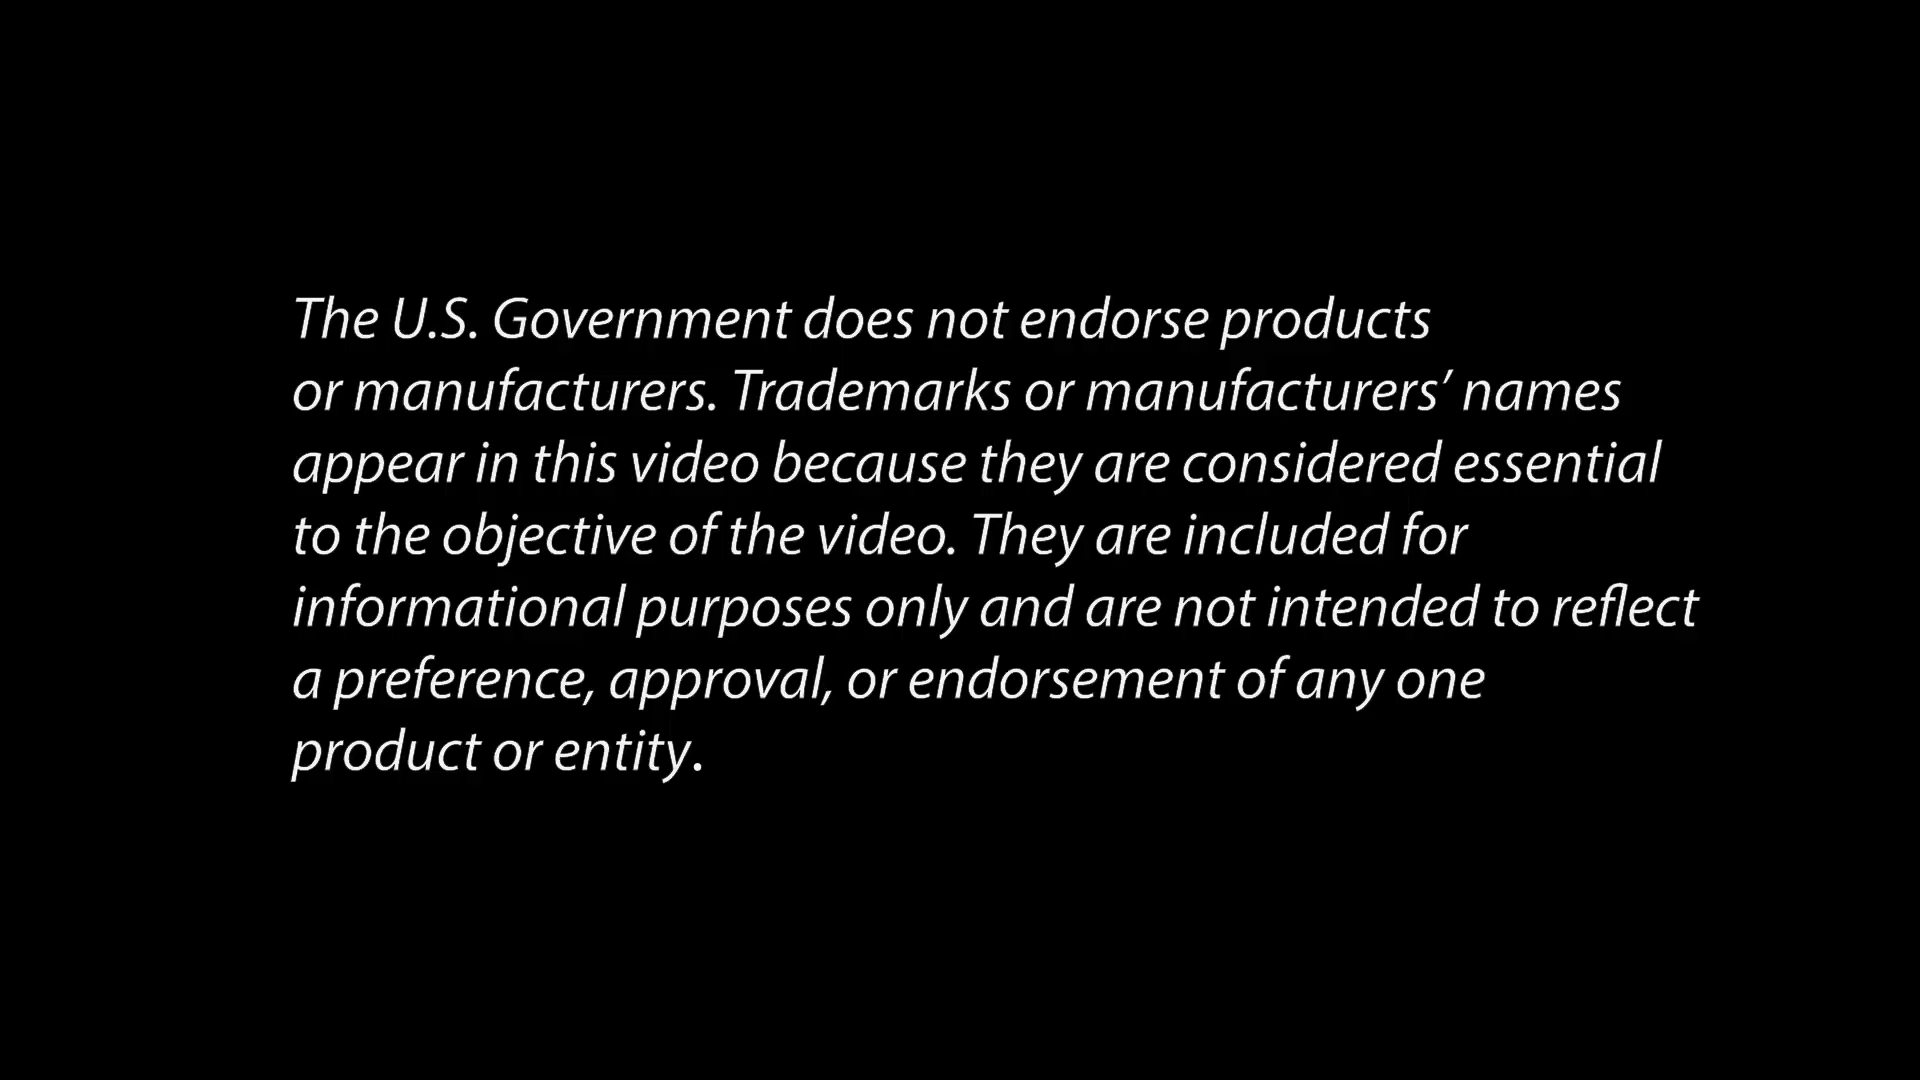 The U.S. Government does not endorse products
or manufacturers. Trademarks or manufacturers’ names
appear in this video because they are considered essential
to the objective of the video. They are included for
informational purposes only and are not intended to reflect
a preference, approval, or endorsement of any one
product or entity.